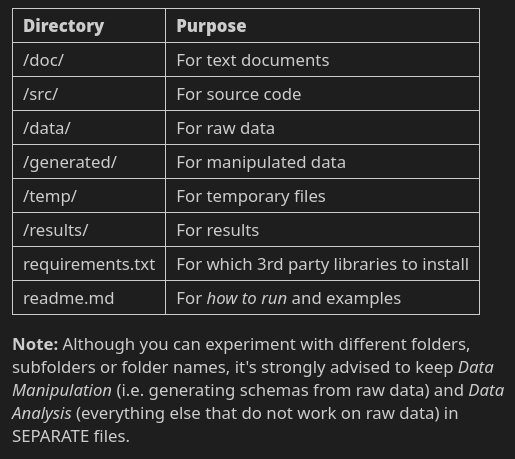 Directory Purpose
/doc/ For text documents
/src/ For source code
/data/ For raw data
/generated/ For manipulated data
/temp/ For temporary files
/results/ For results
requirements.txt For which 3rd party libraries to install
readme.md For how to run and examples
Note: Although you can experiment with different folders,
subfolders or folder names, it's strongly advised to keep Data
Manipulation (i.e. generating schemas from raw data) and Data
Analysis (everything else that do not work on raw data) in
SEPARATE files.